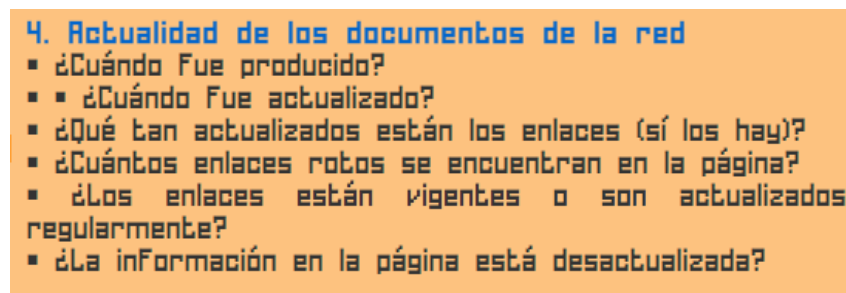 4. Actualidad de los documentos de la red
▪ ¿Cuándo fue producido?
▪ ▪ ¿Cuándo fue actualizado?
▪ ¿Qué tan actualizados están los enlaces (sí los hay)?
▪ ¿Cuántos enlaces rotos se encuentran en la página?
▪ ¿Los enlaces están vigentes o son actualizados
regularmente?
▪ ¿La información en la página está desactualizada?